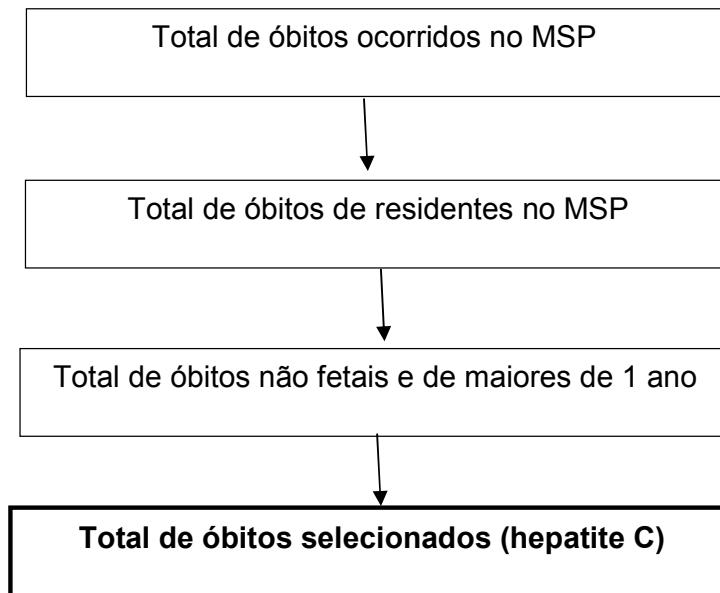 Total de óbitos ocorridos no MSP
Total de óbitos de residentes no MSP
Total de óbitos não fetais e de maiores de 1 ano
Total de óbitos selecionados (hepatite C)